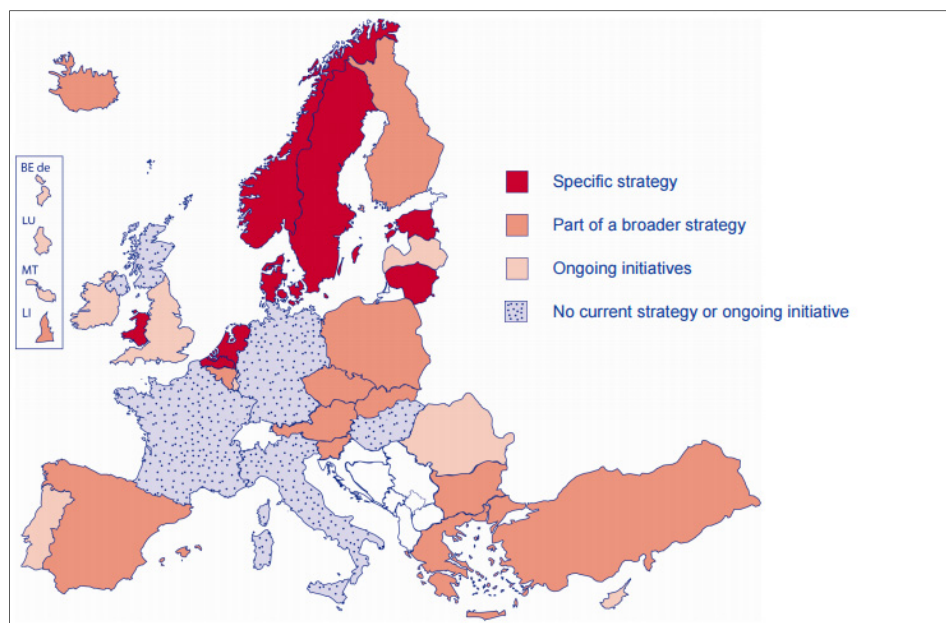 BE de
LU
MT
LI
Specific strategy
Part of a broader strategy
Ongoing initiatives
No current strategy or ongoing initiative